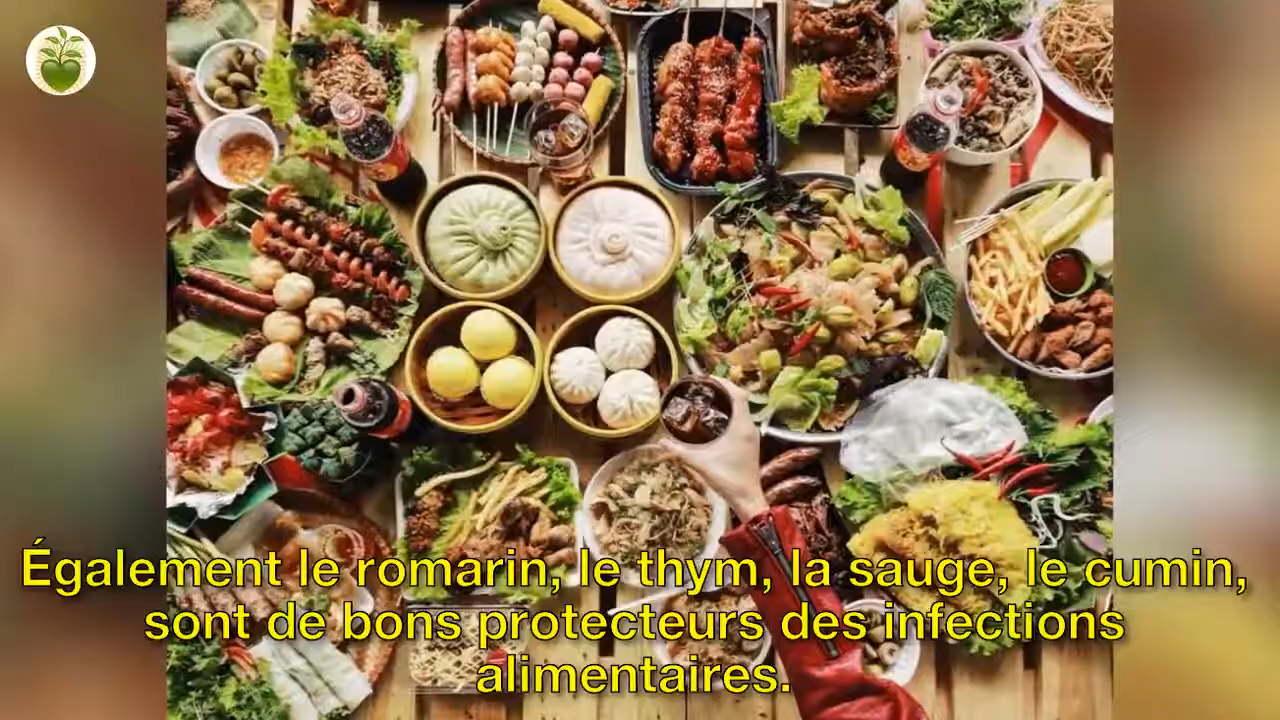 Également le romarin, le thym, la sauge, le cumin,
sont de bons protecteurs des infections
alimentaires.